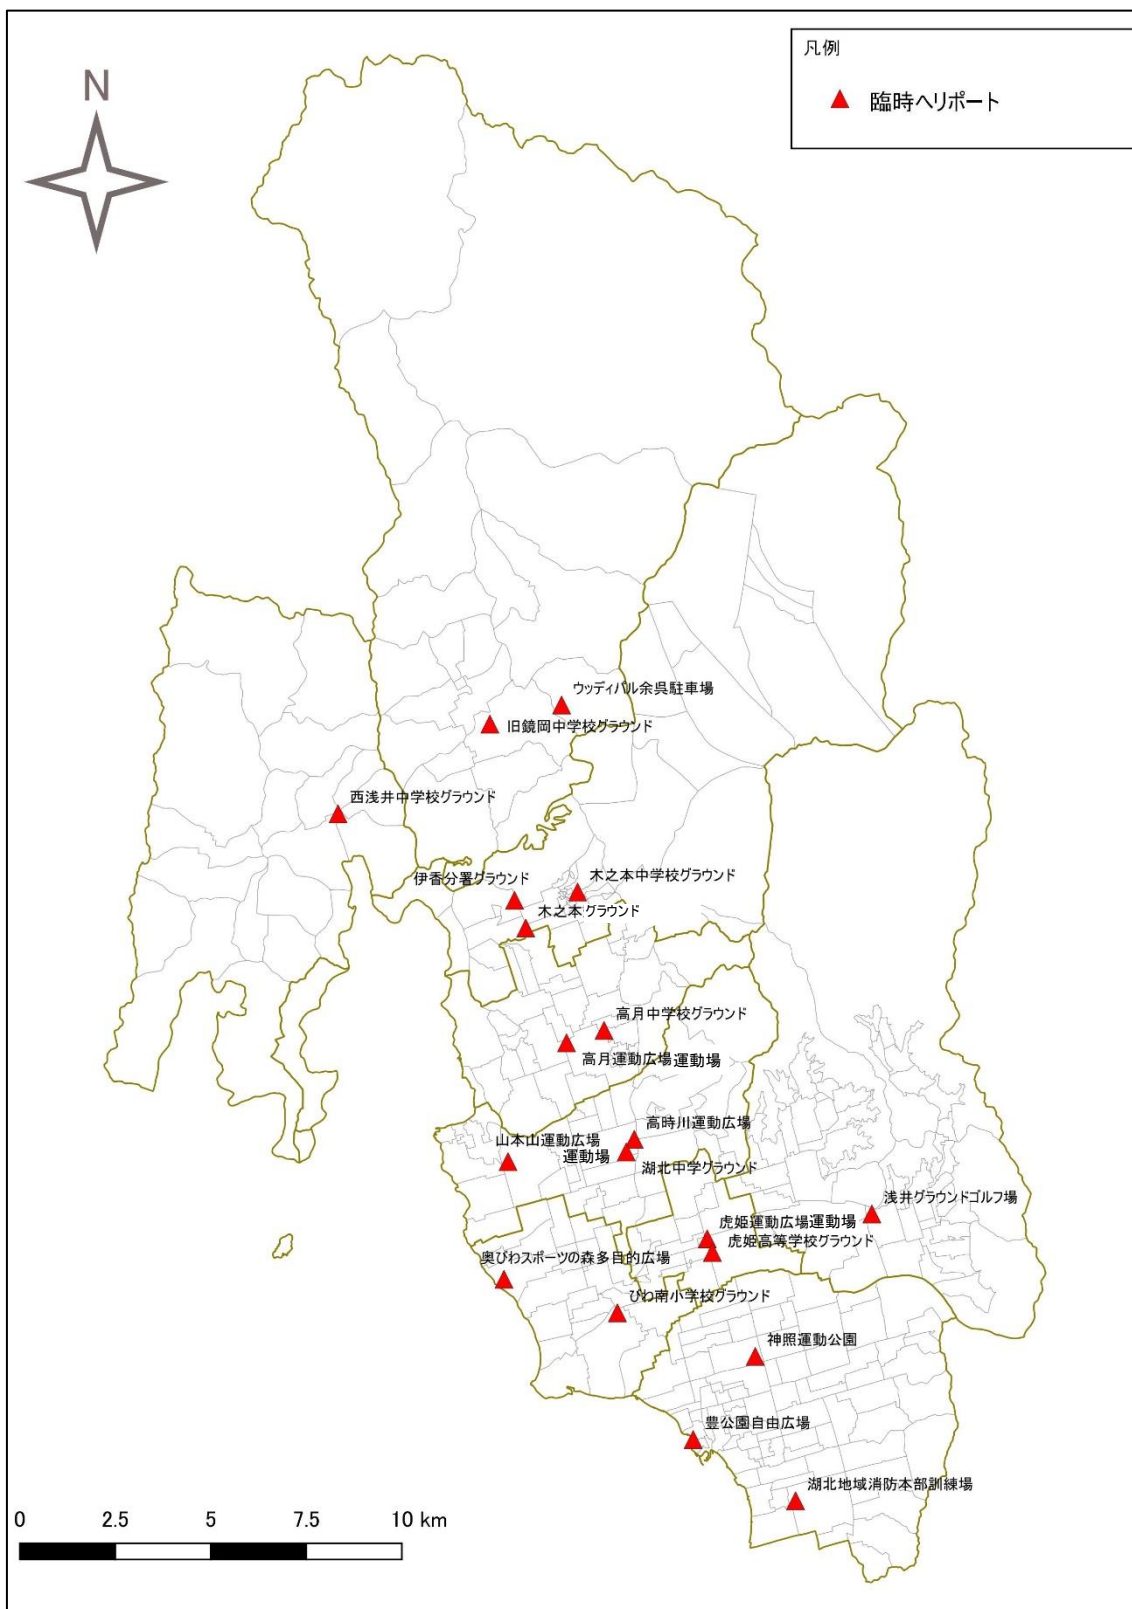 凡例
臨時ヘリポート
N
ウッディパル余呉駐車場
旧鏡岡中学校グラウンド
西浅井中学校グラウンド
木之本中学校グラウンド
伊香分署グラウンド
木之本グラウンド
高月中学校グラウンド
高月運動広場運動場
高時川運動広場
山本山運動広場
運動場
湖北中学グラウンド
浅井グラウンドゴルフ場
虎姫運動広場運動場
虎姫高等学校グラウンド
奥びわスポーツの森多目的広場
びわ南小学校グラウンド
神照運動公園
豊公園自由広場
湖北地域消防本部訓練場
0 2.5 5 7.5 10 km